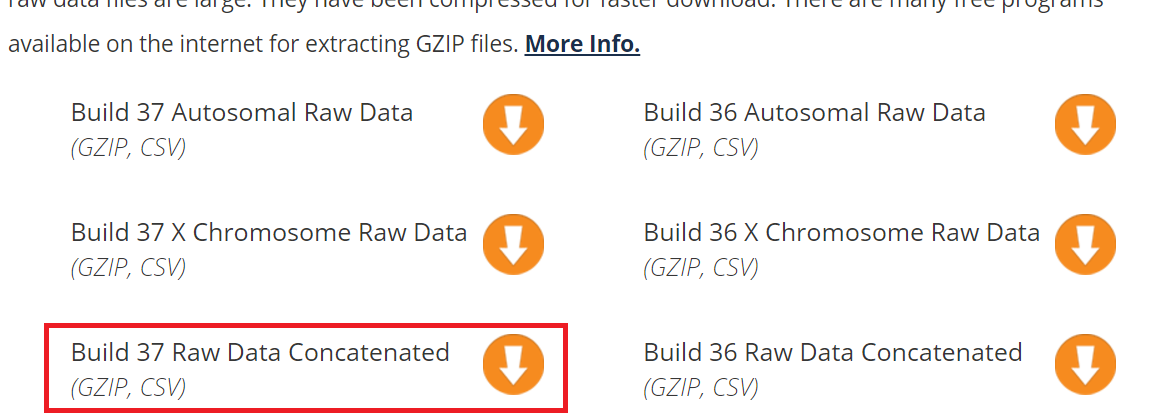 raw data files are large. They have been compressed for faster download. There are many free programs
available on the internet for extracting GZIP files. More Info.
Build 37 Autosomal Raw Data
(GZIP, CSV)
Build 36 Autosomal Raw Data
(GZIP, CSV)
Build 37 X Chromosome Raw Data
(GZIP, CSV)
Build 36 X Chromosome Raw Data
(GZIP, CSV)
Build 37 Raw Data Concatenated
(GZIP, CSV)
Build 36 Raw Data Concatenated
(GZIP, CSV)